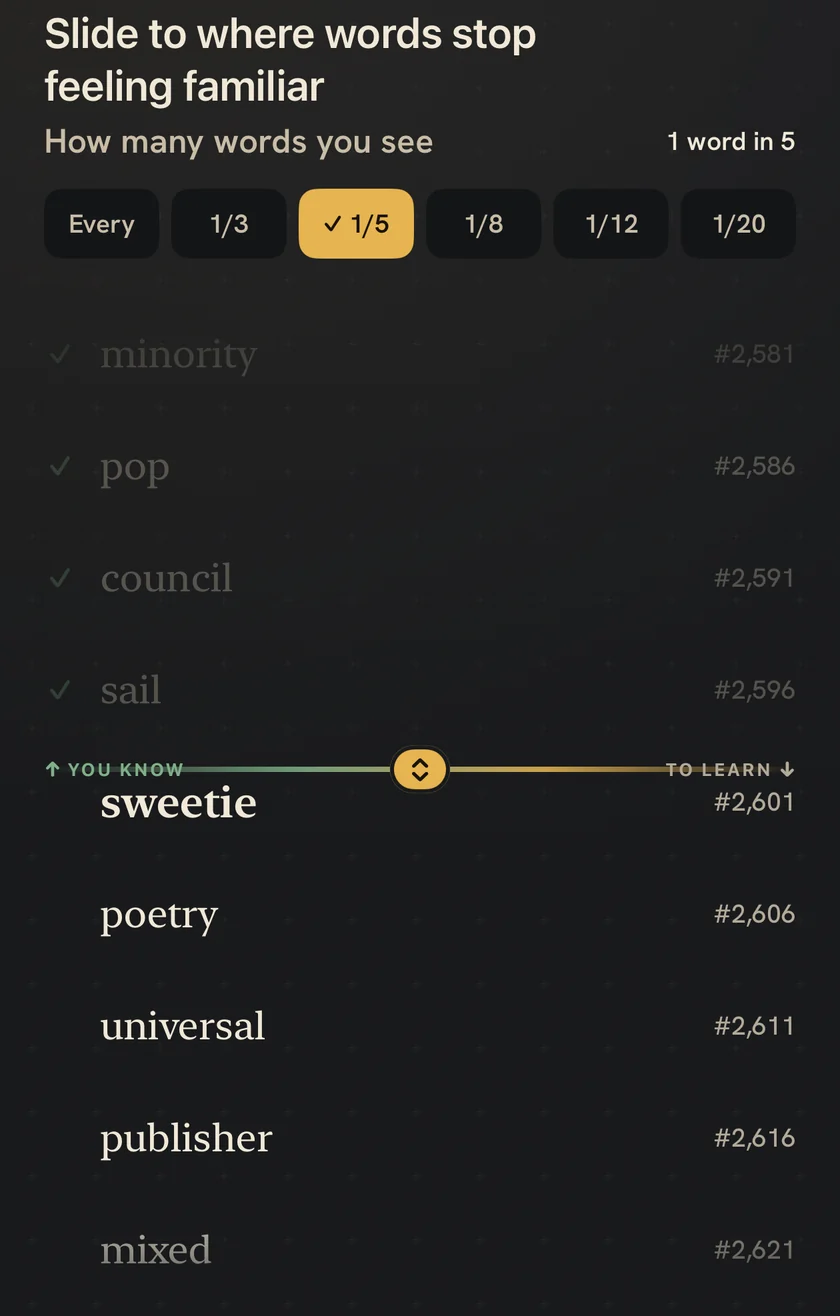 Slide to where words stop
feeling familiar
How many words you see 1 word in 5
Every 1/3 ✓ 1/5 1/8 1/12 1/20
✓ minority #2,581
✓ pop #2,586
✓ council #2,591
✓ sail #2,596
↑ YOU KNOW TO LEARN ↓
sweetie #2,601
poetry #2,606
universal #2,611
publisher #2,616
mixed #2,621